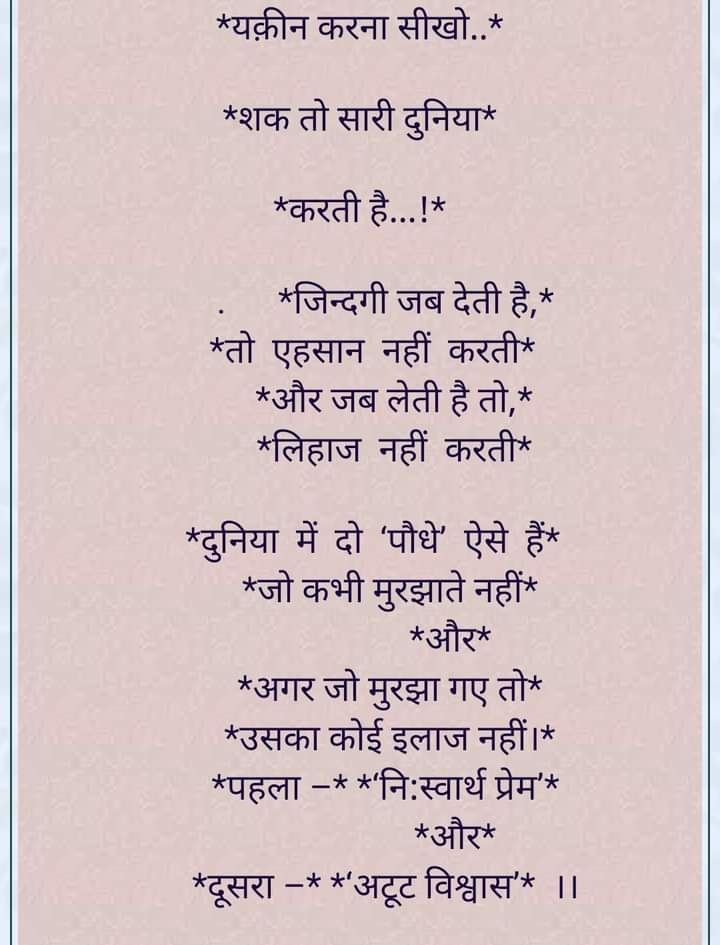 *यक़ीन करना सीखो..*
*शक तो सारी दुनिया*
*करती है...!*
. *जिन्दगी जब देती है,*
*तो एहसान नहीं करती*
*और जब लेती है तो,*
*लिहाज नहीं करती*
*दुनिया में दो ‘पौधे’ ऐसे हैं*
*जो कभी मुरझाते नहीं*
*और*
*अगर जो मुरझा गए तो*
*उसका कोई इलाज नहीं।*
*पहला –* *‘नि:स्वार्थ प्रेम’*
*और*
*दूसरा –* *‘अटूट विश्वास’* ।।